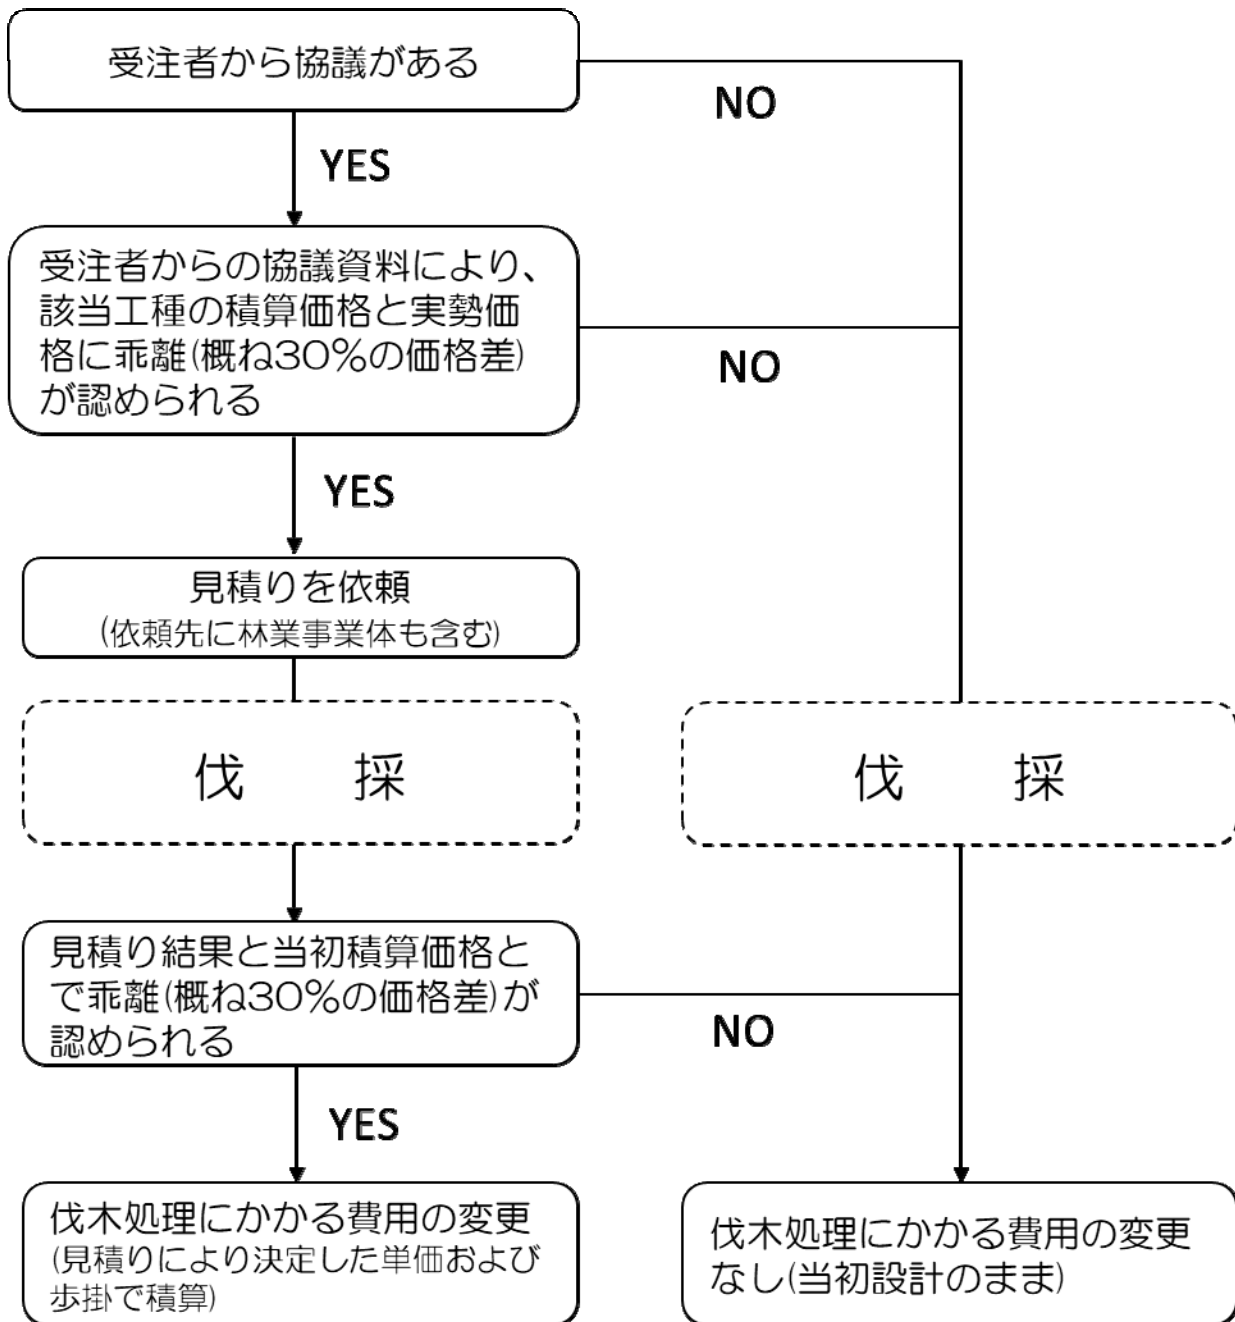 受注者から協議がある
NO
YES
受注者からの協議資料により、
該当工種の積算価格と実勢価
格に乖離(概ね30%の価格差)
が認められる
NO
YES
見積りを依頼
(依頼先に林業事業体も含む)
伐　採
伐　採
見積り結果と当初積算価格と
で乖離(概ね30%の価格差)が
認められる
NO
YES
伐木処理にかかる費用の変更
(見積りにより決定した単価および
歩掛で積算)
伐木処理にかかる費用の変更
なし(当初設計のまま)